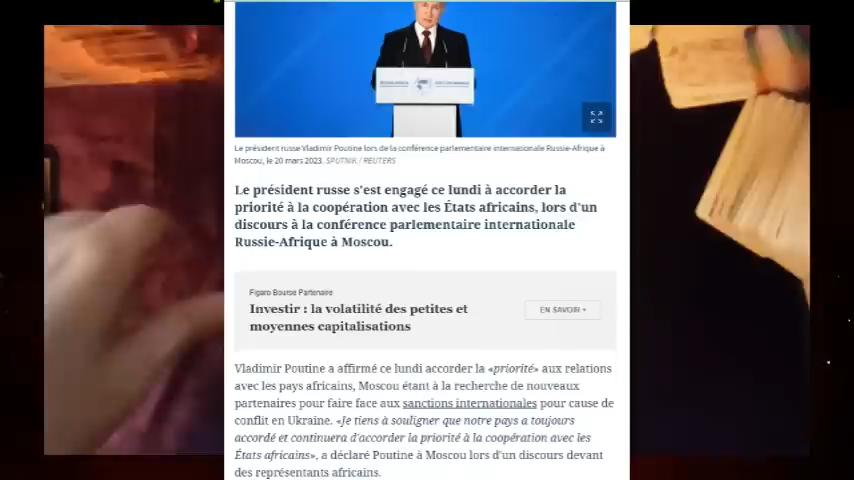 Le président russe Vladimir Poutine lors de la conférence parlementaire internationale Russie-Afrique à
Moscou, le 20 mars 2023. SPUTNIK / REUTERS
Le président russe s'est engagé ce lundi à accorder la
priorité à la coopération avec les États africains, lors d'un
discours à la conférence parlementaire internationale
Russie-Afrique à Moscou.
Figaro Bourse Partenaire
Investir : la volatilité des petites et
moyennes capitalisations
EN SAVOIR +
Vladimir Poutine a affirmé ce lundi accorder la «priorité» aux relations
avec les pays africains, Moscou étant à la recherche de nouveaux
partenaires pour faire face aux sanctions internationales pour cause de
conflit en Ukraine. «Je tiens à souligner que notre pays a toujours
accordé et continuera d'accorder la priorité à la coopération avec les
États africains», a déclaré Poutine à Moscou lors d'un discours devant
des représentants africains.